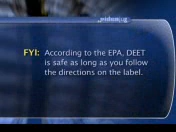 FYI: According to the EPA, DEET
is safe as long as you follow
the directions on the label.